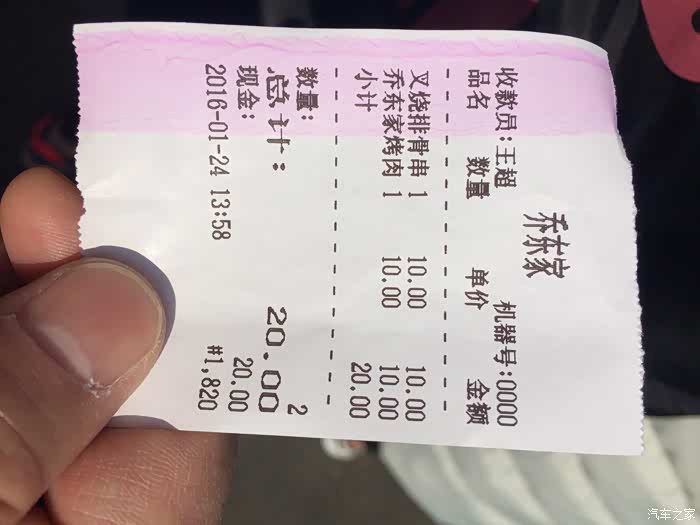 乔东家
收款员:王超 机器号:0000
品名 数量 单价 金额
叉烧排骨串 1 10.00 10.00
乔东家烤肉 1 10.00 10.00
小计 20.00
数量: 2
总计: 20.00
现金: 20.00
2016-01-24 13:58 #1,820
汽车之家